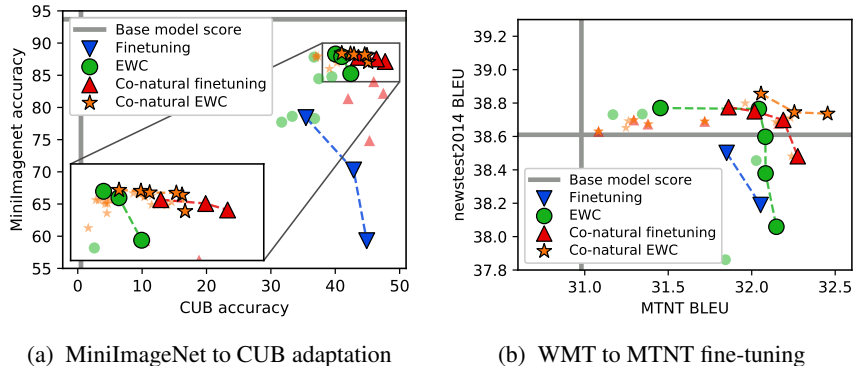 95
90
85
80
75
70
65
60
55
MiniImagenet accuracy
Base model score
Finetuning
EWC
Co-natural finetuning
Co-natural EWC
0 10 20 30 40 50
CUB accuracy
(a) MiniImageNet to CUB adaptation
39.2
39.0
38.8
38.6
38.4
38.2
38.0
37.8
newstest2014 BLEU
Base model score
Finetuning
EWC
Co-natural finetuning
Co-natural EWC
31.0 31.5 32.0 32.5
MTNT BLEU
(b) WMT to MTNT fine-tuning